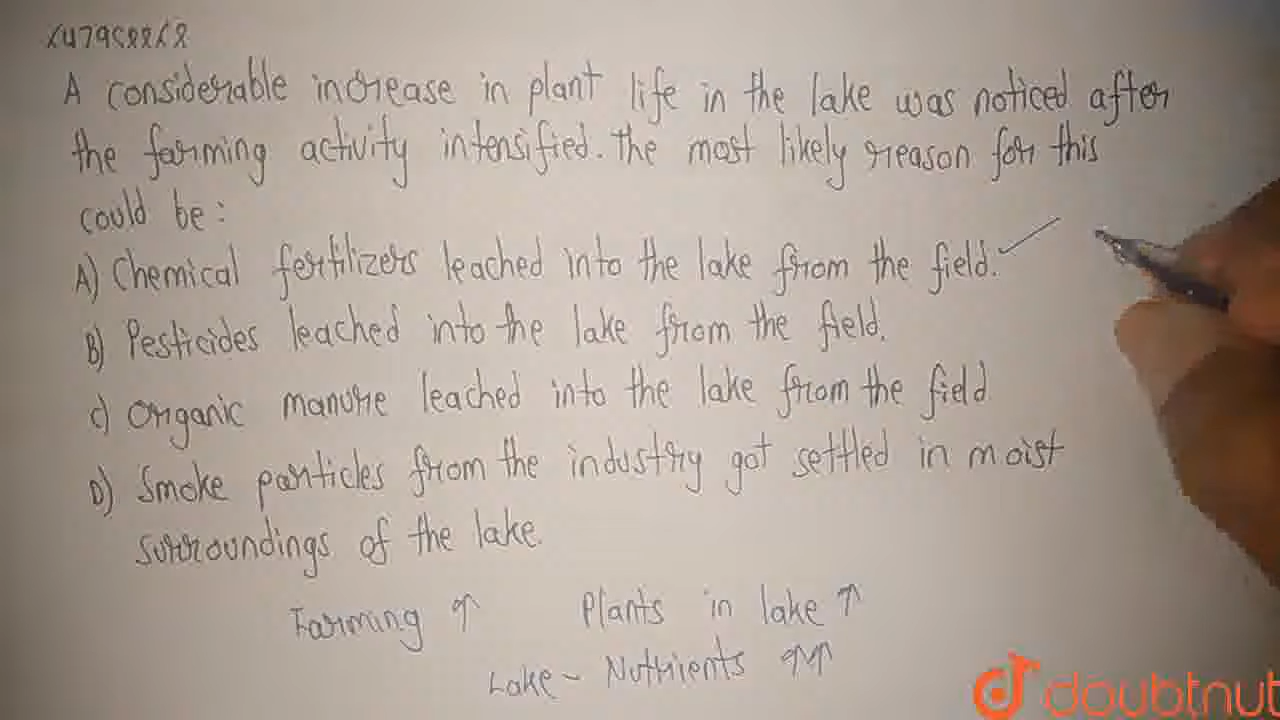 A considerable increase in plant life in the lake was noticed after
the farming activity intensified. The most likely reason for this
could be:
A) Chemical fertilizers leached into the lake from the field.
B) Pesticides leached into the lake from the field.
C) Organic manure leached into the lake from the field
D) Smoke particles from the industry got settled in moist
surroundings of the lake.
Farming ↑ Plants in lake ↑
Lake - Nutrients ↑↑↑
doubtnut